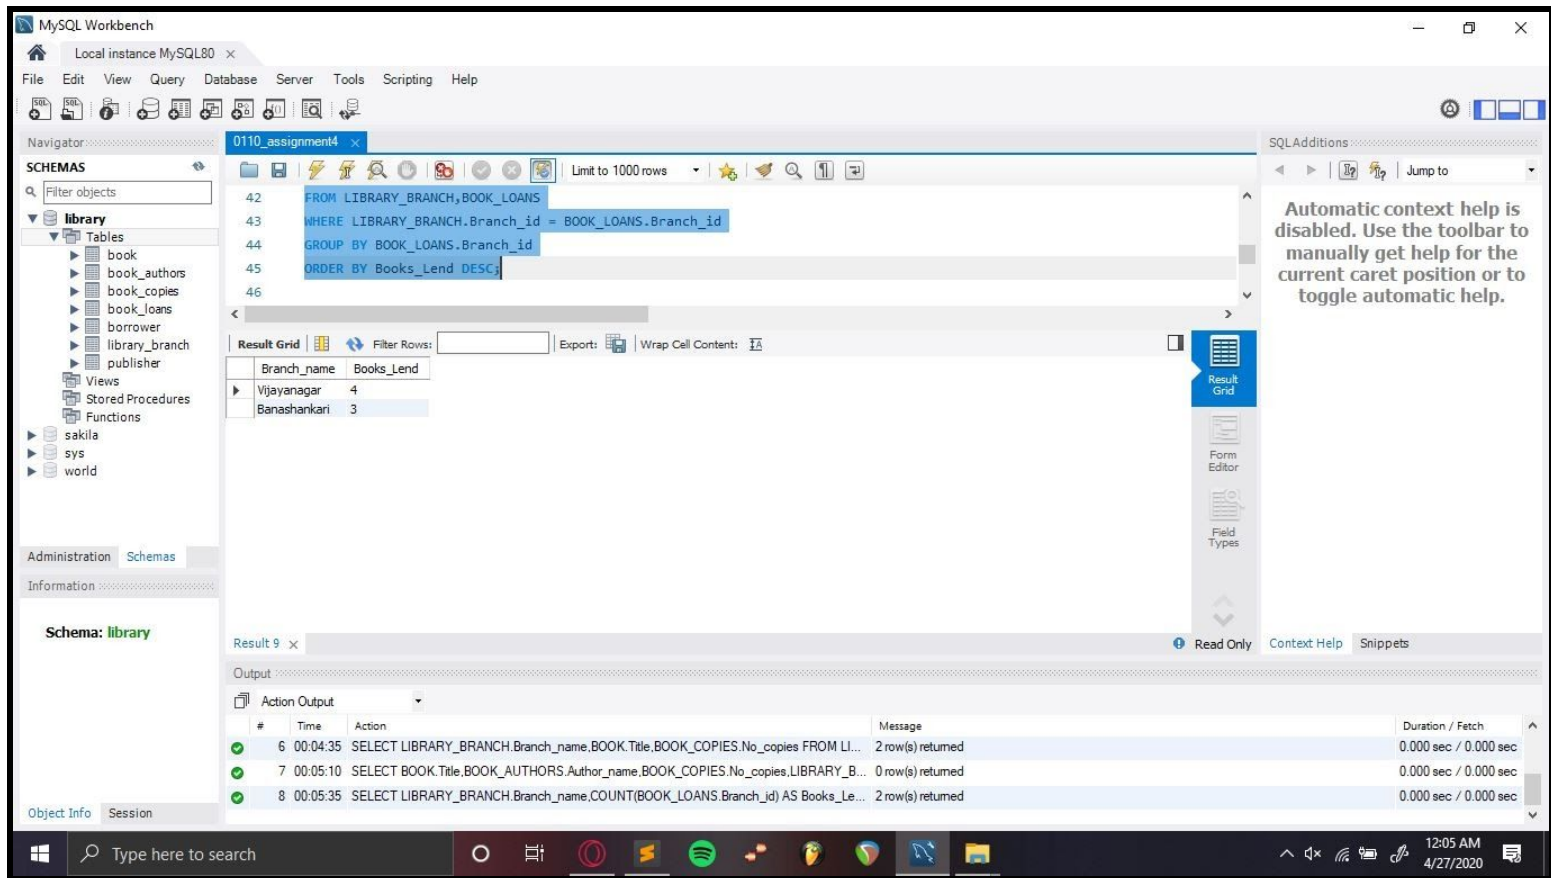 MySQL Workbench
Local instance MySQL80
File Edit View Query Database Server Tools Scripting Help
Navigator
SCHEMAS
Filter objects
library
Tables
book
book_authors
book_copies
book_loans
borrower
library_branch
publisher
Views
Stored Procedures
Functions
sakila
sys
world
Administration Schemas
Information
Schema: library
Object Info Session
0110_assignment4
Limit to 1000 rows
42 FROM LIBRARY_BRANCH,BOOK_LOANS
43 WHERE LIBRARY_BRANCH.Branch_id = BOOK_LOANS.Branch_id
44 GROUP BY BOOK_LOANS.Branch_id
45 ORDER BY Books_Lend DESC;
46
Result Grid Filter Rows: Export: Wrap Cell Content: IA
Branch_name Books_Lend
Vijayanagar 4
Banashankari 3
Result
Grid
Form
Editor
Field
Types
Result 9 Read Only
SQLAdditions
Jump to
Automatic context help is
disabled. Use the toolbar to
manually get help for the
current caret position or to
toggle automatic help.
Context Help Snippets
Output
Action Output
# Time Action Message Duration / Fetch
6 00:04:35 SELECT LIBRARY_BRANCH.Branch_name,BOOK.Title,BOOK_COPIES.No_copies FROM LI... 2 row(s) returned 0.000 sec / 0.000 sec
7 00:05:10 SELECT BOOK.Title,BOOK_AUTHORS.Author_name,BOOK_COPIES.No_copies,LIBRARY_B... 0 row(s) returned 0.000 sec / 0.000 sec
8 00:05:35 SELECT LIBRARY_BRANCH.Branch_name,COUNT(BOOK_LOANS.Branch_id) AS Books_Le... 2 row(s) returned 0.000 sec / 0.000 sec
Type here to search
12:05 AM
4/27/2020